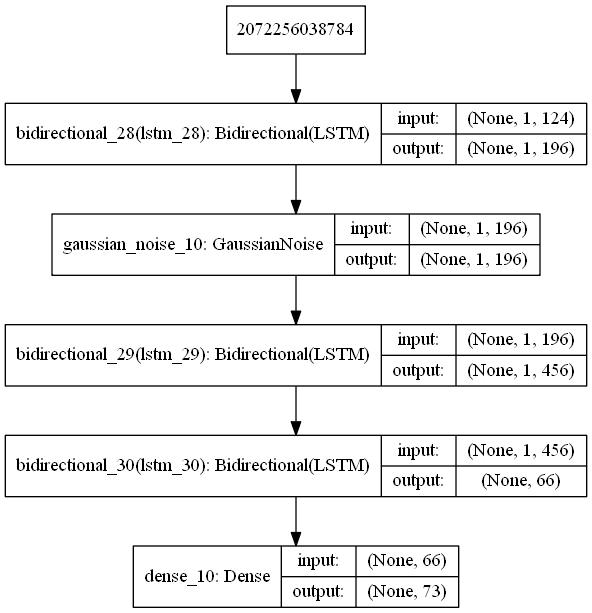 2072256038784
bidirectional_28(lstm_28): Bidirectional(LSTM)
input: (None, 1, 124)
output: (None, 1, 196)
gaussian_noise_10: GaussianNoise
input: (None, 1, 196)
output: (None, 1, 196)
bidirectional_29(lstm_29): Bidirectional(LSTM)
input: (None, 1, 196)
output: (None, 1, 456)
bidirectional_30(lstm_30): Bidirectional(LSTM)
input: (None, 1, 456)
output: (None, 66)
dense_10: Dense
input: (None, 66)
output: (None, 73)